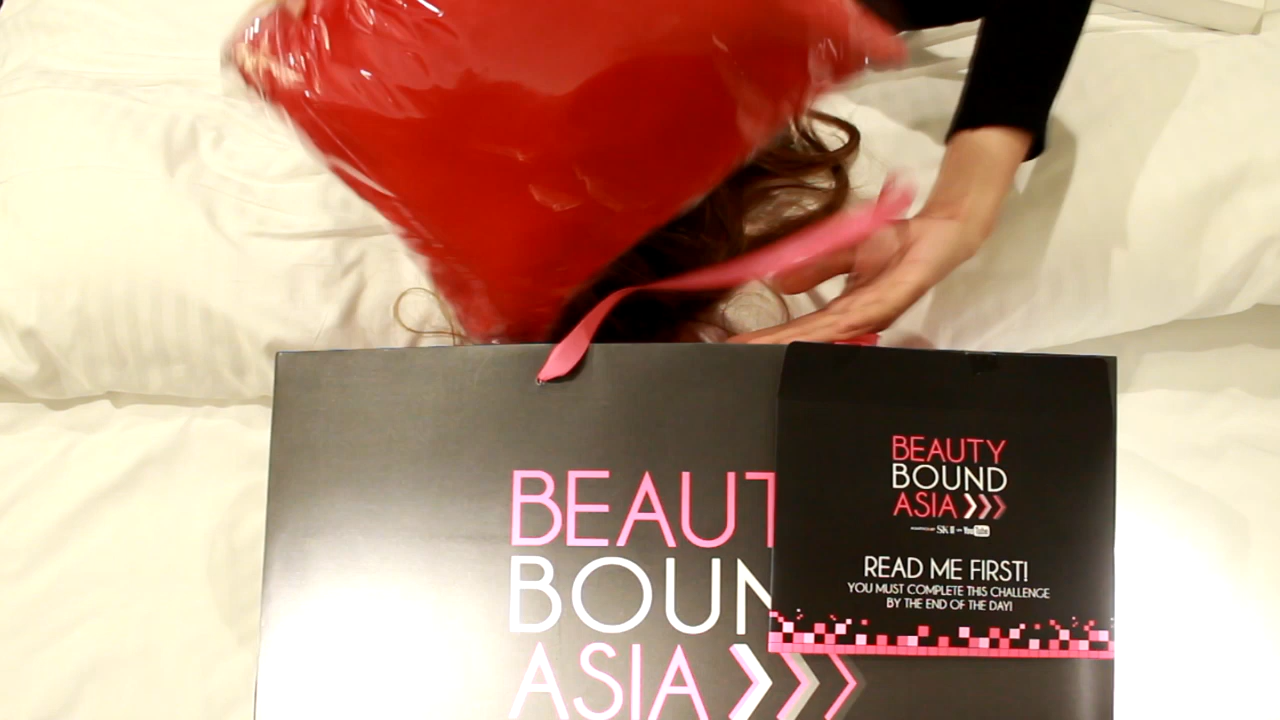 BEAUT
BOUN
ASIA
BEAUTY
BOUND
ASIA
SK II YouTube
READ ME FIRST!
YOU MUST COMPLETE THIS CHALLENGE
BY THE END OF THE DAY!